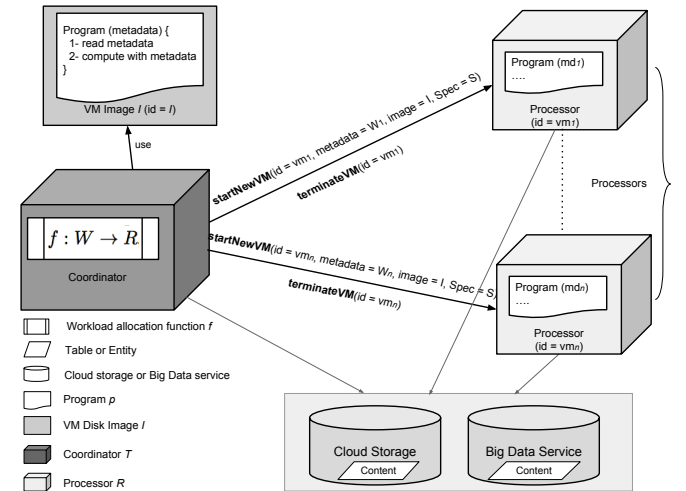 Program (metadata) {
1- read metadata
2- compute with metadata
}
VM Image I (id = I)
use
f : W → R
Coordinator
startNewVM(id = vm1, metadata = W1, image = I, Spec = S)
terminateVM(id = vm1)
startNewVM(id = vmn, metadata = Wn, image = I, Spec = S)
terminateVM(id = vmn)
Program (md1)
....
Processor
(id = vm1)
Processors
Program (mdn)
....
Processor
(id = vmn)
Workload allocation function f
Table or Entity
Cloud storage or Big Data service
Program p
VM Disk Image I
Coordinator T
Processor R
Cloud Storage
Content
Big Data Service
Content